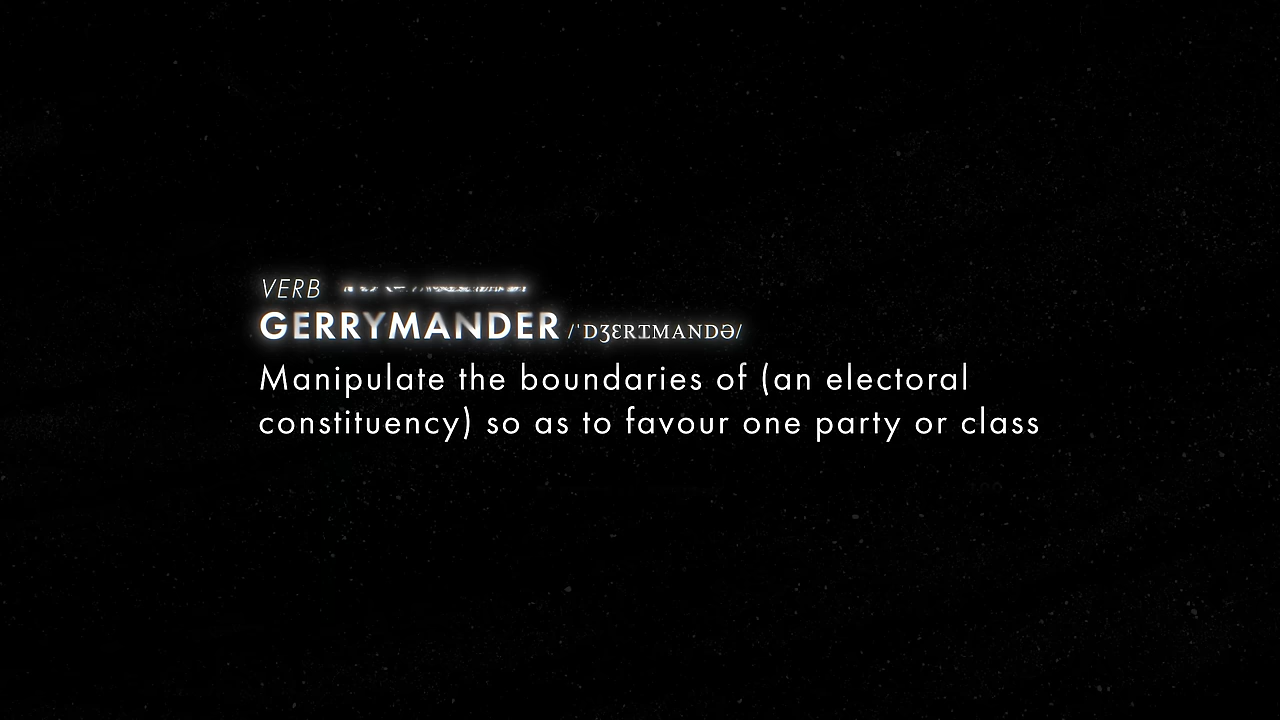 VERB
GERRYMANDER /ˈDƷƐRꞮMANDƏ/
Manipulate the boundaries of (an electoral
constituency) so as to favour one party or class